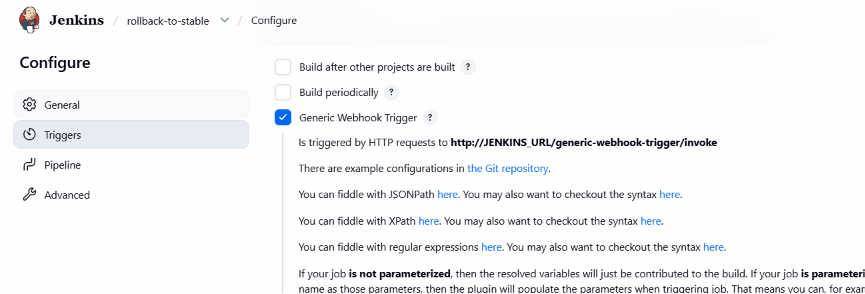 Jenkins / rollback-to-stable / Configure
Configure
General
Triggers
Pipeline
Advanced
Build after other projects are built ?
Build periodically ?
Generic Webhook Trigger ?
Is triggered by HTTP requests to http://JENKINS_URL/generic-webhook-trigger/invoke
There are example configurations in the Git repository.
You can fiddle with JSONPath here. You may also want to checkout the syntax here.
You can fiddle with XPath here. You may also want to checkout the syntax here.
You can fiddle with regular expressions here. You may also want to checkout the syntax here.
If your job is not parameterized, then the resolved variables will just be contributed to the build. If your job is parameteri
name as those parameters, then the plugin will populate the parameters when triggering job. That means you can, for exa